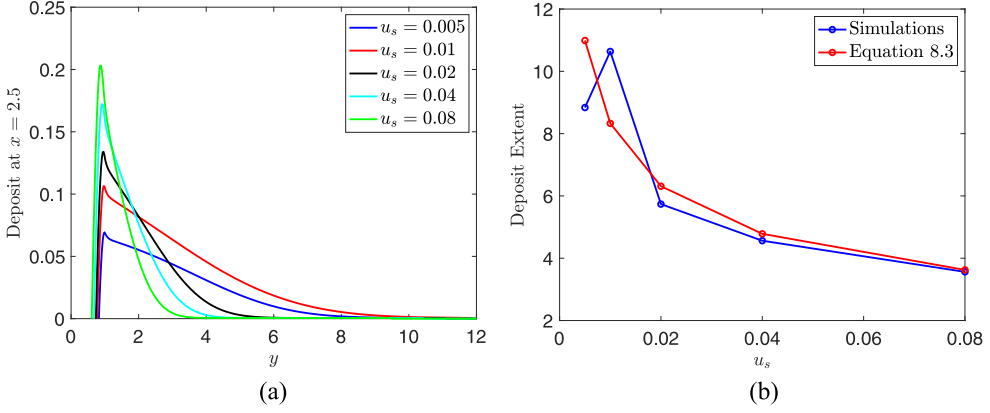 0.25
0.2
0.15
0.1
0.05
0
Deposit at x = 2.5
0 2 4 6 8 10 12
y
u_s = 0.005
u_s = 0.01
u_s = 0.02
u_s = 0.04
u_s = 0.08
(a)
12
10
8
6
4
2
Deposit Extent
0 0.02 0.04 0.06 0.08
u_s
Simulations
Equation 8.3
(b)